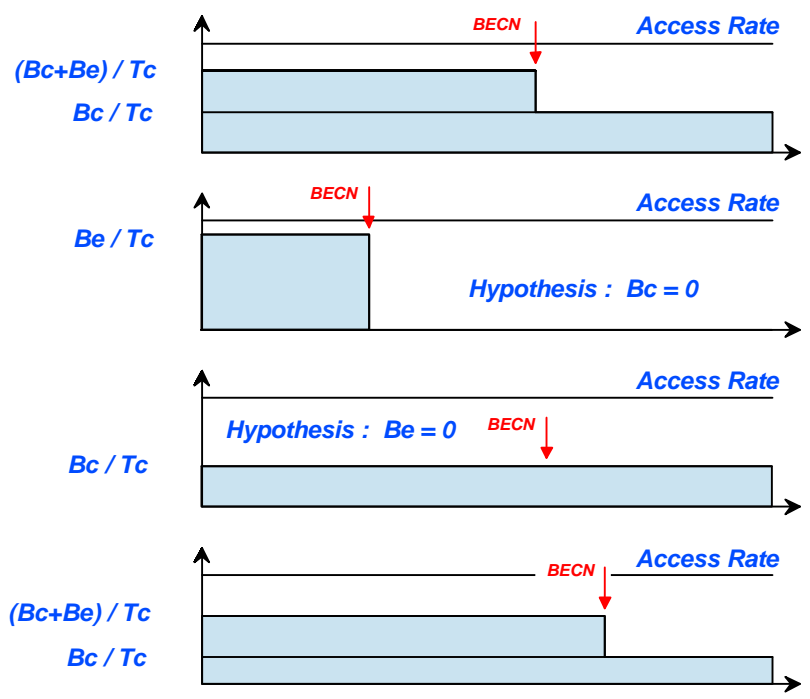 BECN
Access Rate
(Bc+Be) / Tc
Bc / Tc
BECN
Access Rate
Be / Tc
Hypothesis : Bc = 0
Access Rate
Hypothesis : Be = 0
BECN
Bc / Tc
BECN
Access Rate
(Bc+Be) / Tc
Bc / Tc